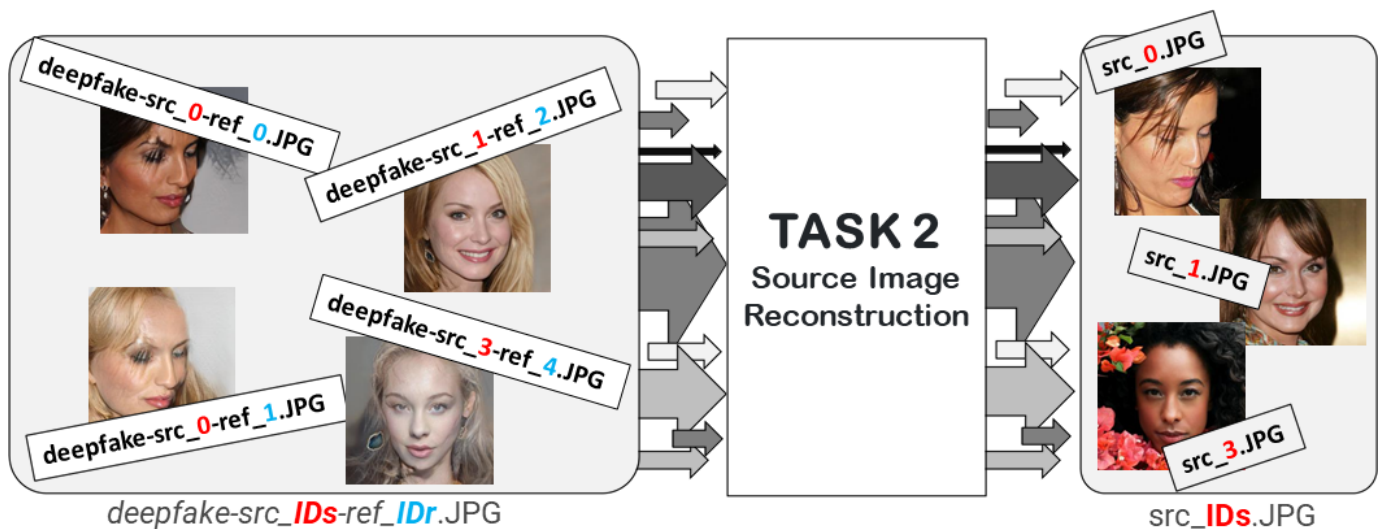 deepfake-src_0-ref_0.JPG
deepfake-src_1-ref_2.JPG
deepfake-src_3-ref_4.JPG
deepfake-src_0-ref_1.JPG
deepfake-src_IDs-ref_IDr.JPG
TASK 2
Source Image
Reconstruction
src_0.JPG
src_1.JPG
src_3.JPG
src_IDs.JPG